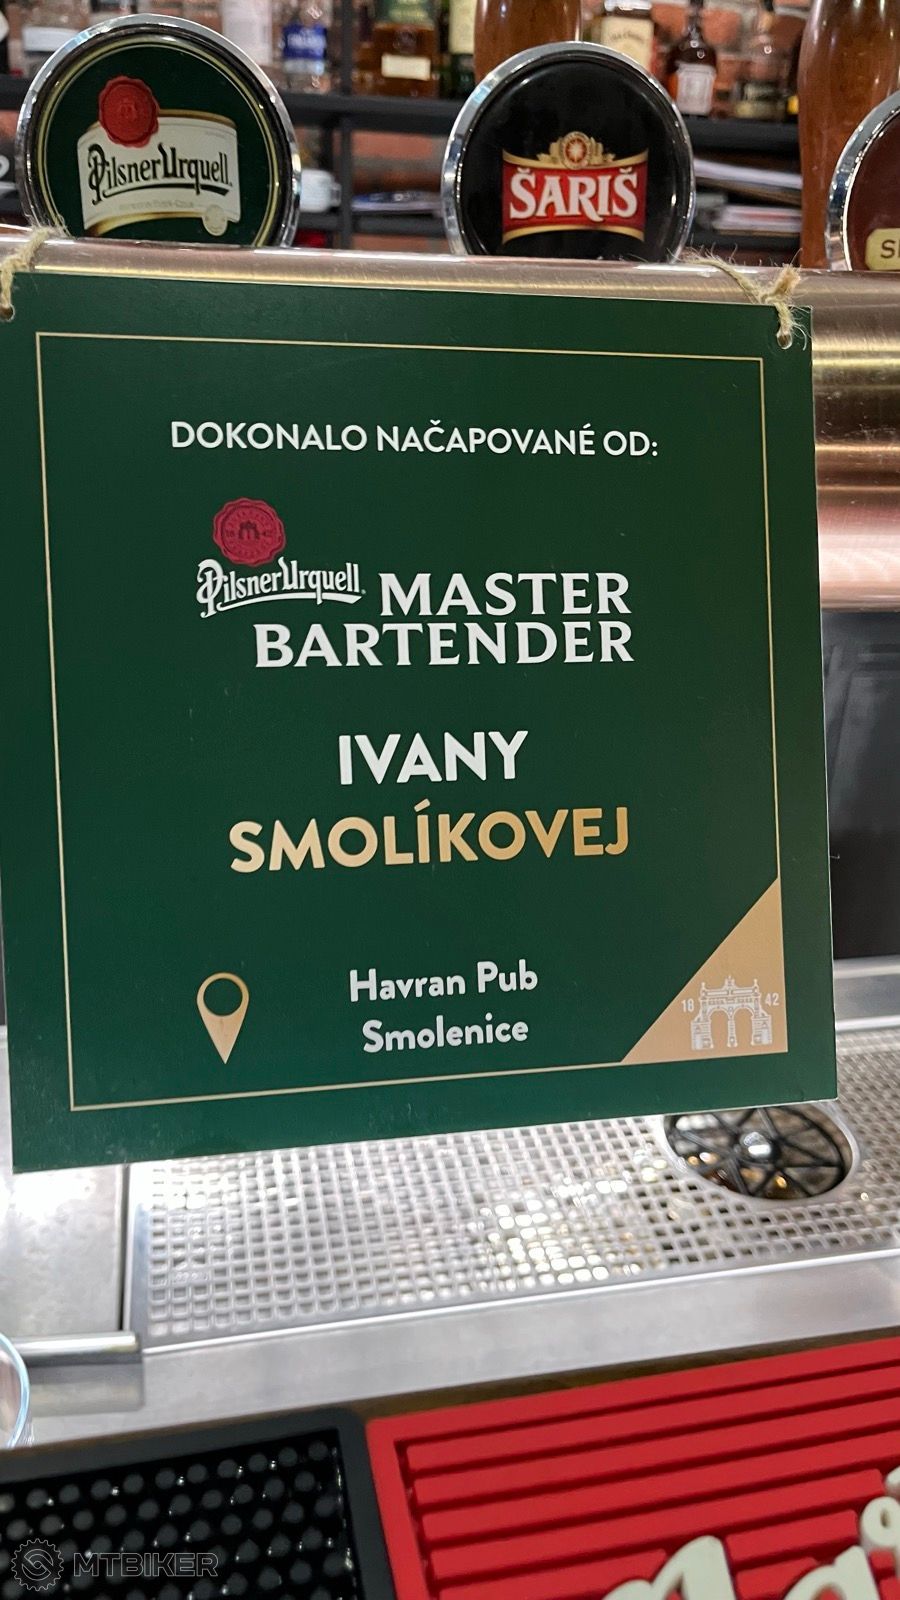 Pilsner Urquell
ŠARIŠ
DOKONALO NAČAPOVANÉ OD:
Pilsner Urquell MASTER
BARTENDER
IVANY
SMOLÍKOVEJ
Havran Pub
Smolenice
18 42
MTBIKER